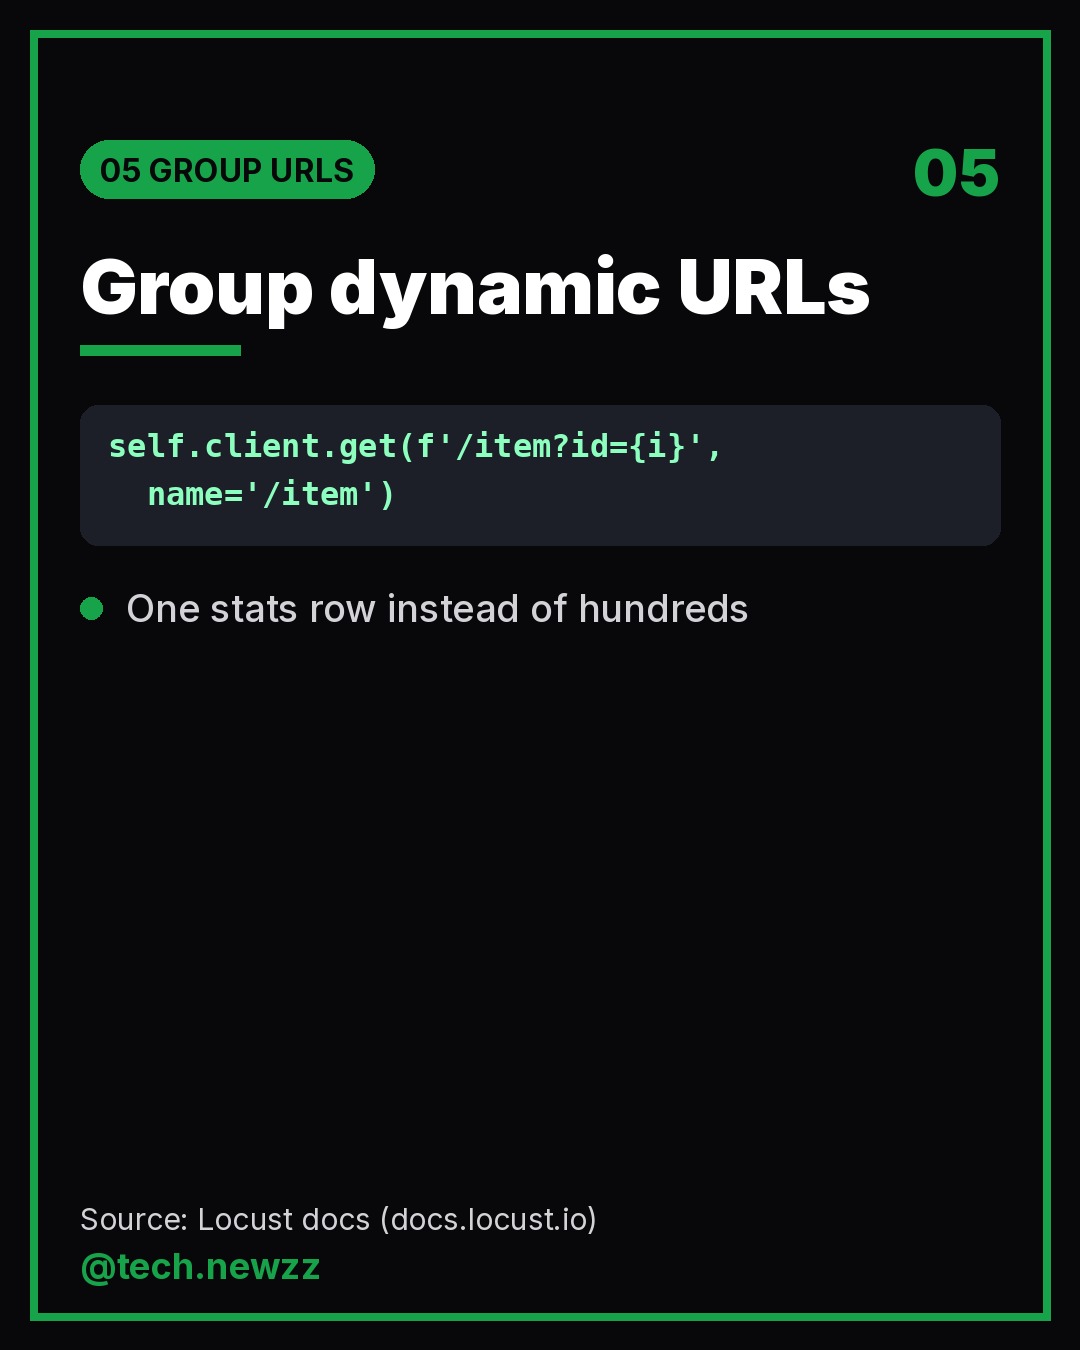 05 GROUP URLS
05
Group dynamic URLs
self.client.get(f'/item?id={i}',
  name='/item')
One stats row instead of hundreds
Source: Locust docs (docs.locust.io)
@tech.newzz